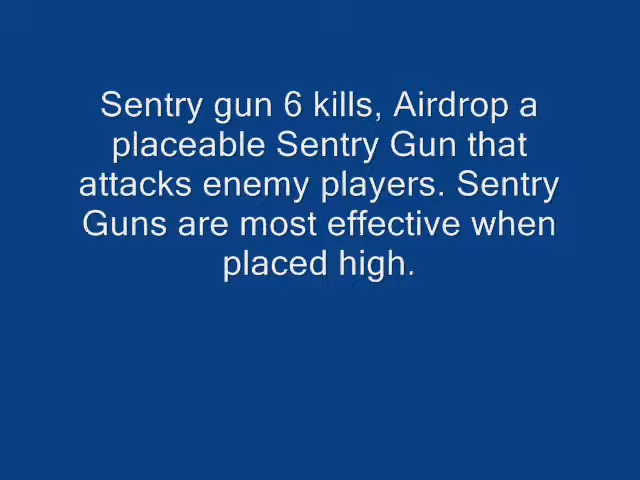 Sentry gun 6 kills, Airdrop a
placeable Sentry Gun that
attacks enemy players. Sentry
Guns are most effective when
placed high.